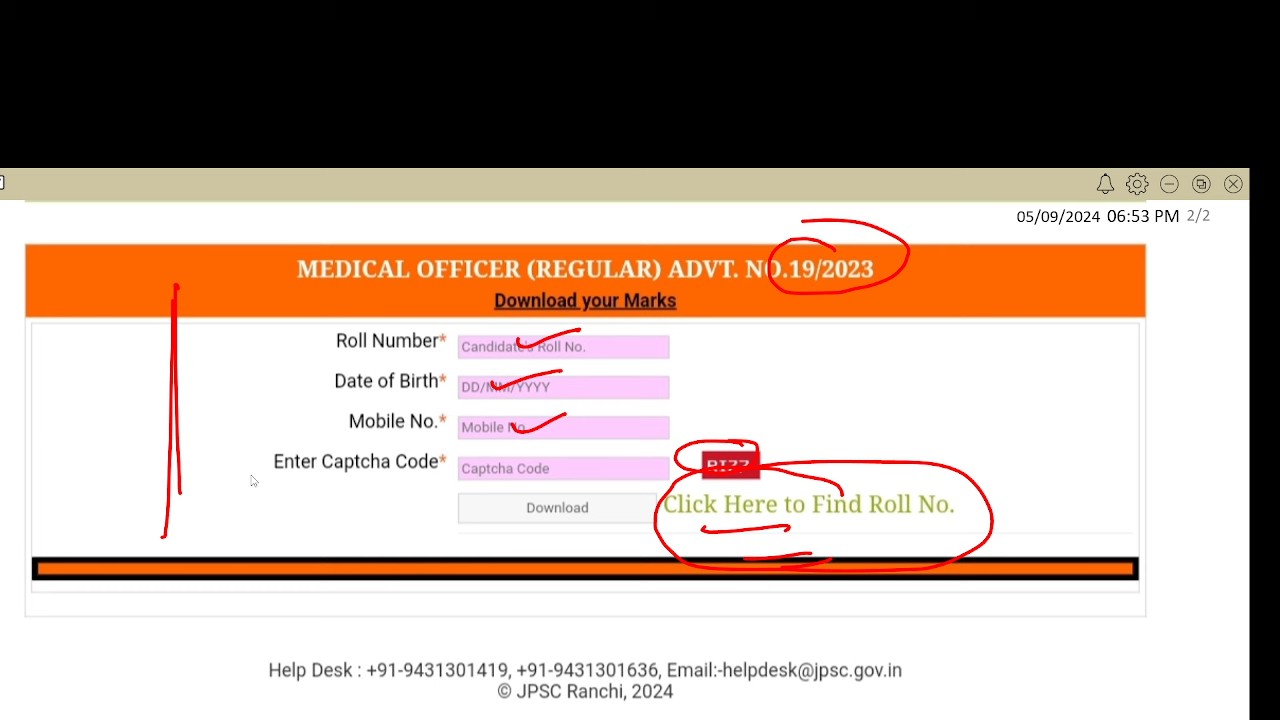 05/09/2024 06:53 PM 2/2
MEDICAL OFFICER (REGULAR) ADVT. NO.19/2023
Download your Marks
Roll Number*
Candidate's Roll No.
Date of Birth*
DD/MM/YYYY
Mobile No.*
Mobile No.
Enter Captcha Code*
Captcha Code
Download
Click Here to Find Roll No.
Help Desk : +91-9431301419, +91-9431301636, Email:-helpdesk@jpsc.gov.in
© JPSC Ranchi, 2024